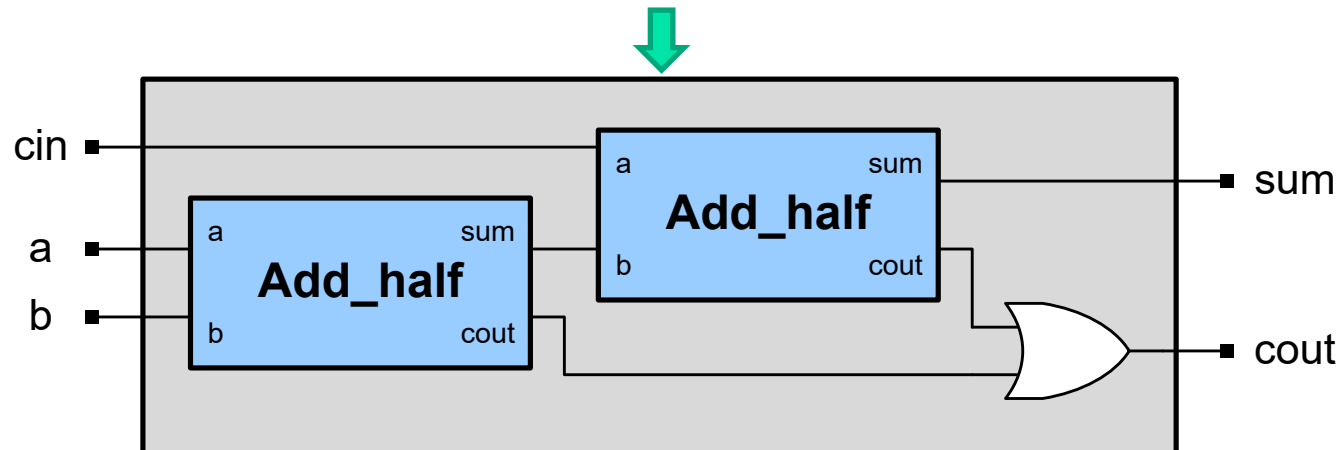 cin
a sum
Add_half
b cout
sum
a
a sum
Add_half
b cout
b
cout